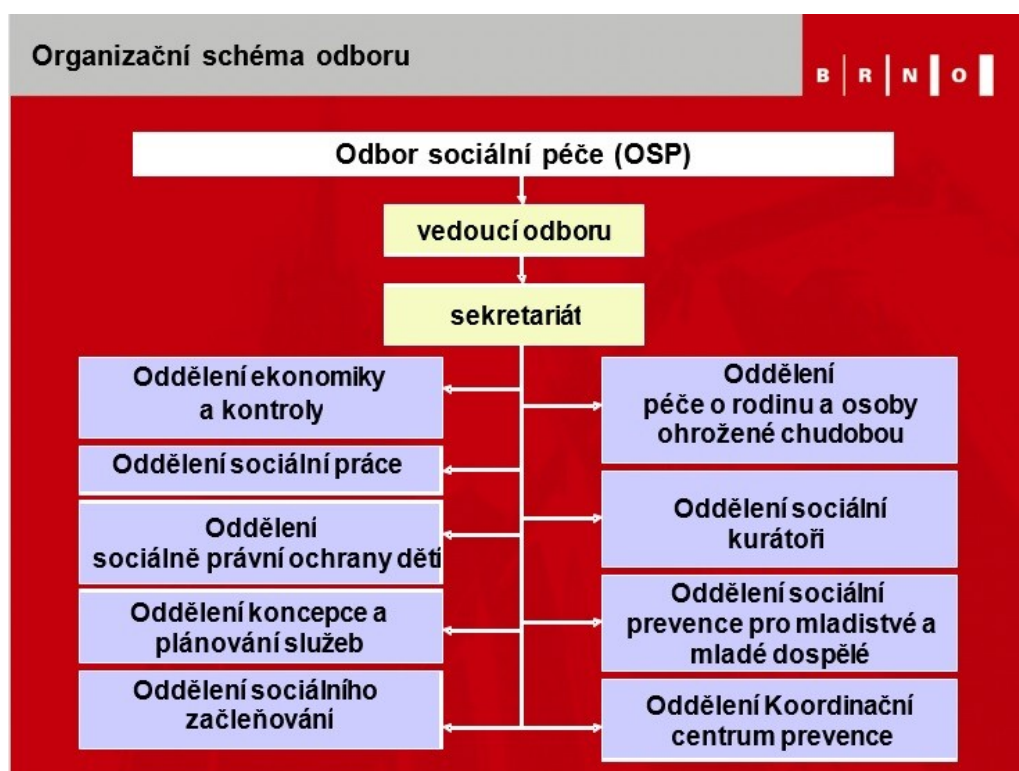 Organizační schéma odboru
B R N O
Odbor sociální péče (OSP)
vedoucí odboru
sekretariát
Oddělení ekonomiky
a kontroly
Oddělení sociální práce
Oddělení
sociálně právní ochrany dětí
Oddělení koncepce a
plánování služeb
Oddělení sociálního
začleňování
Oddělení
péče o rodinu a osoby
ohrožené chudobou
Oddělení sociální
kurátoři
Oddělení sociální
prevence pro mladistvé a
mladé dospělé
Oddělení Koordinační
centrum prevence